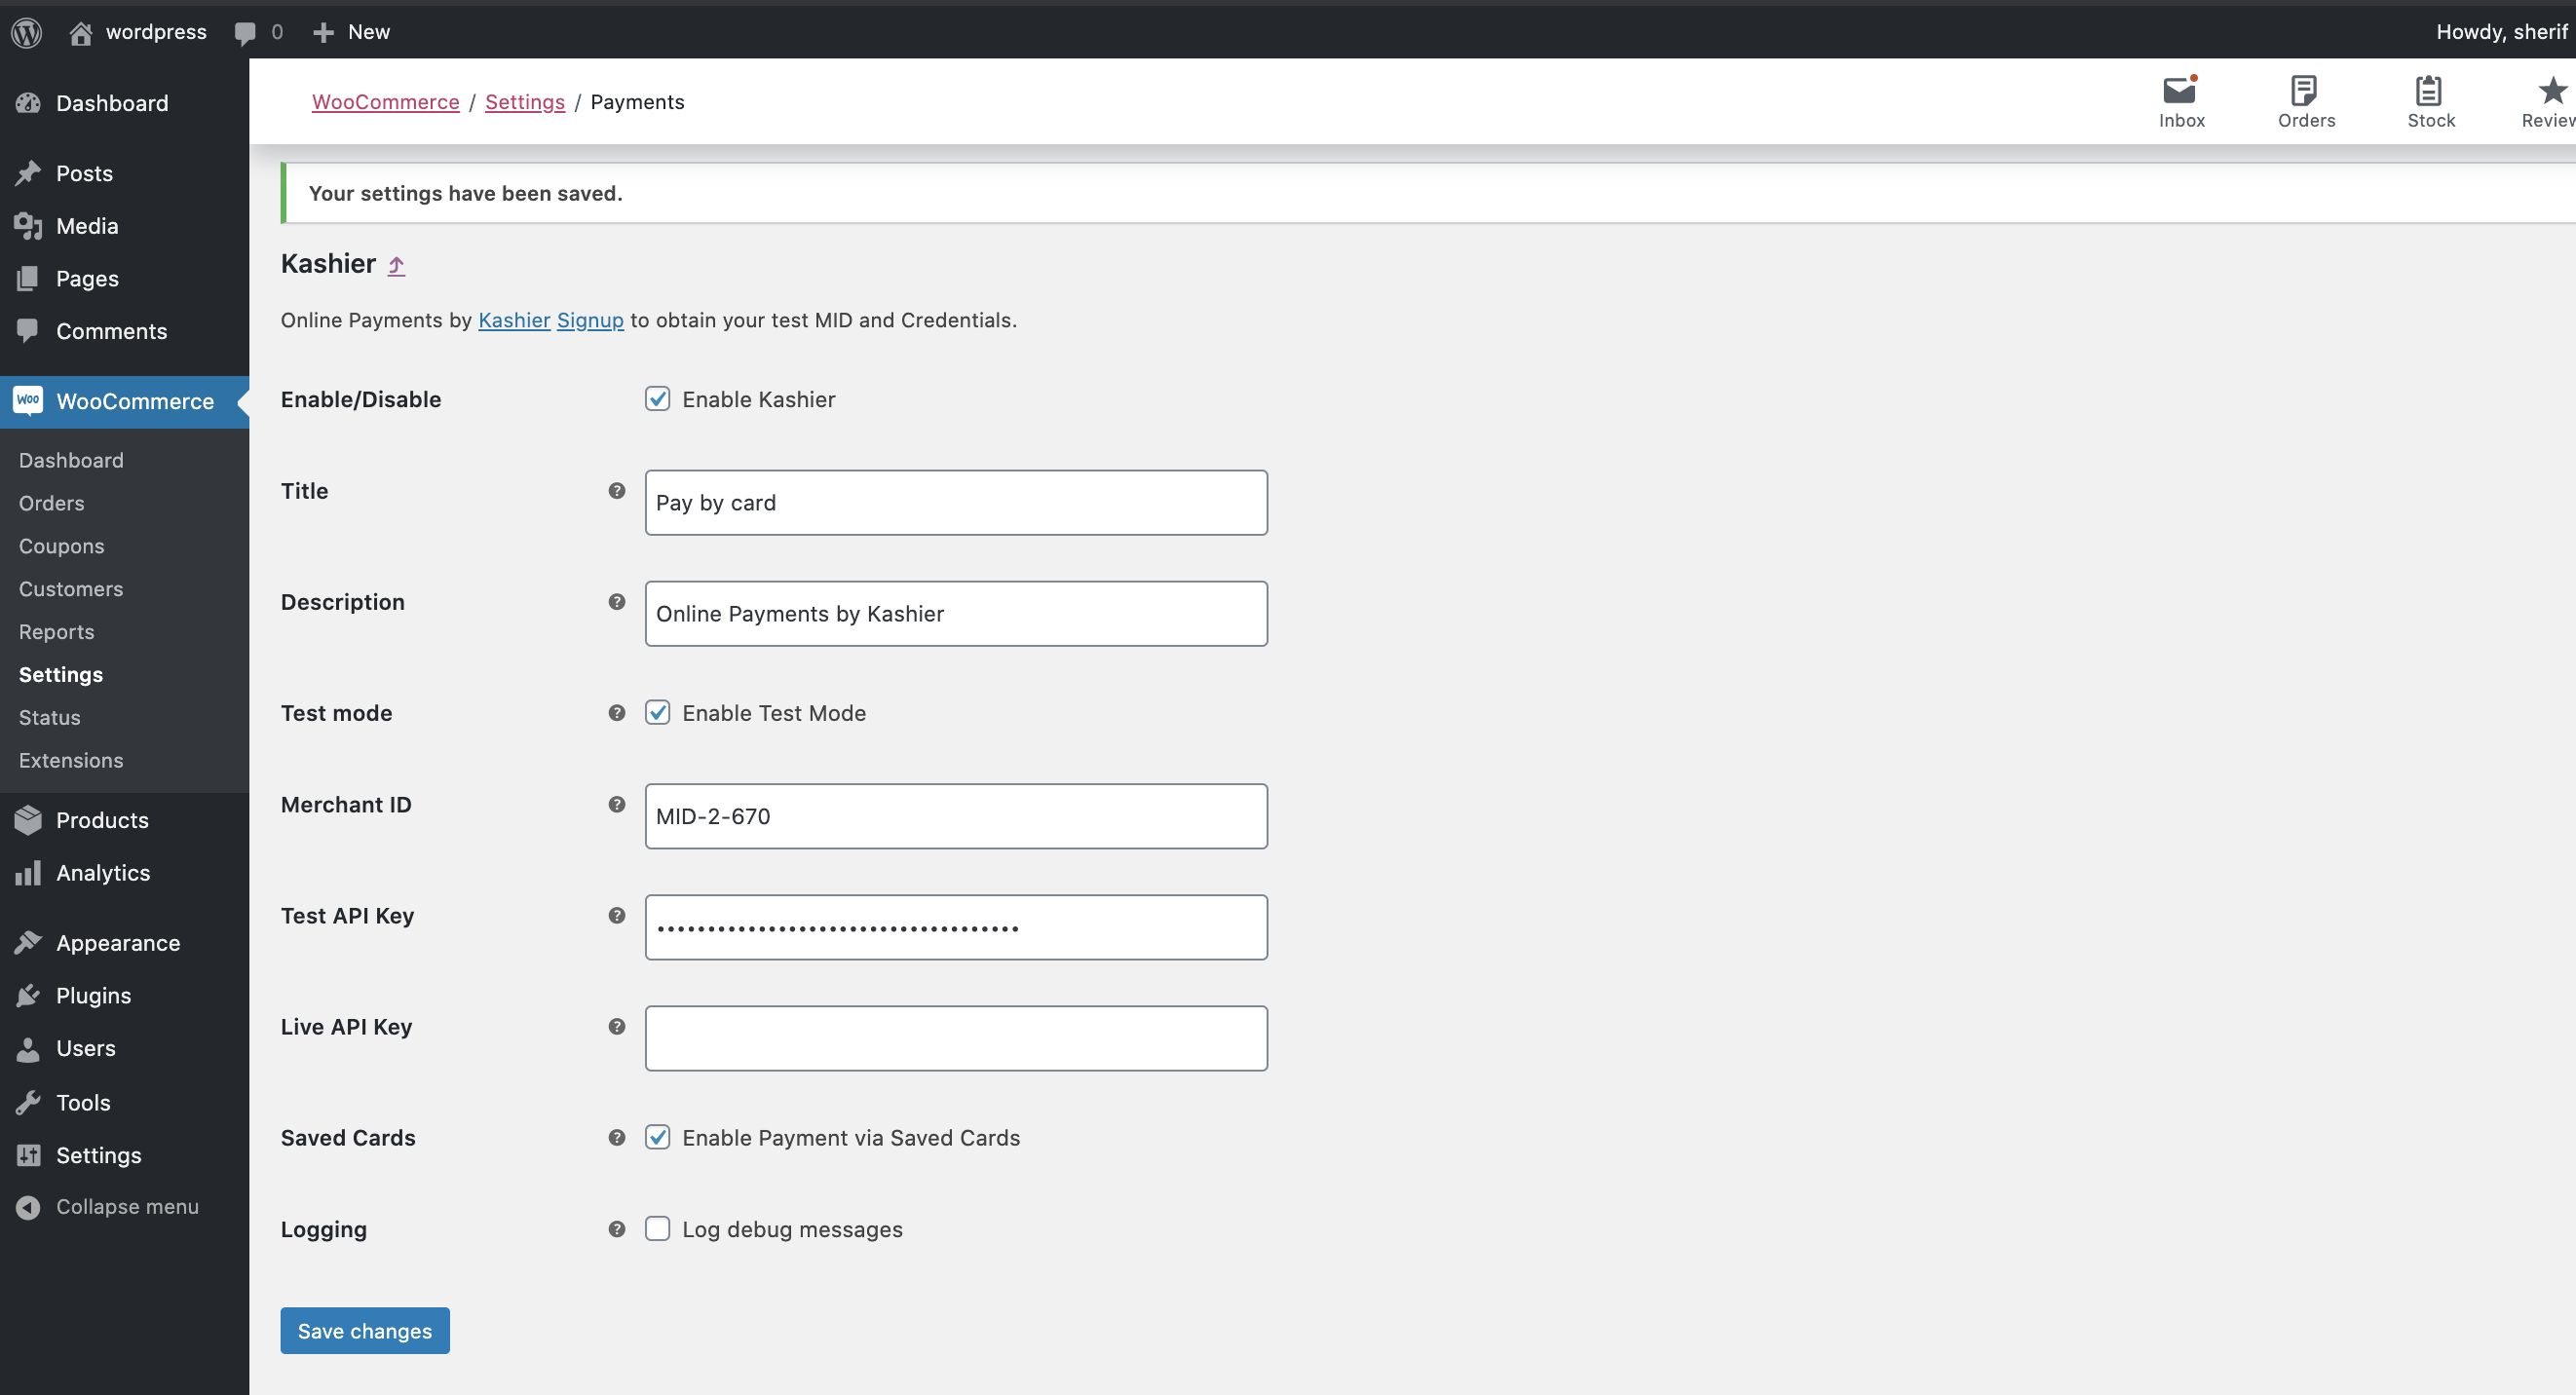 wordpress
0
New
Howdy, sherif
Dashboard
Posts
Media
Pages
Comments
woo
WooCommerce
Dashboard
Orders
Coupons
Customers
Reports
Settings
Status
Extensions
Products
Analytics
Appearance
Plugins
Users
Tools
Settings
Collapse menu
WooCommerce / Settings / Payments
Inbox
Orders
Stock
Review
Your settings have been saved.
Kashier
Online Payments by Kashier Signup to obtain your test MID and Credentials.
Enable/Disable
Enable Kashier
Title
Pay by card
Description
Online Payments by Kashier
Test mode
Enable Test Mode
Merchant ID
MID-2-670
Test API Key
••••••••••••••••••••••••••••••••••••
Live API Key
Saved Cards
Enable Payment via Saved Cards
Logging
Log debug messages
Save changes